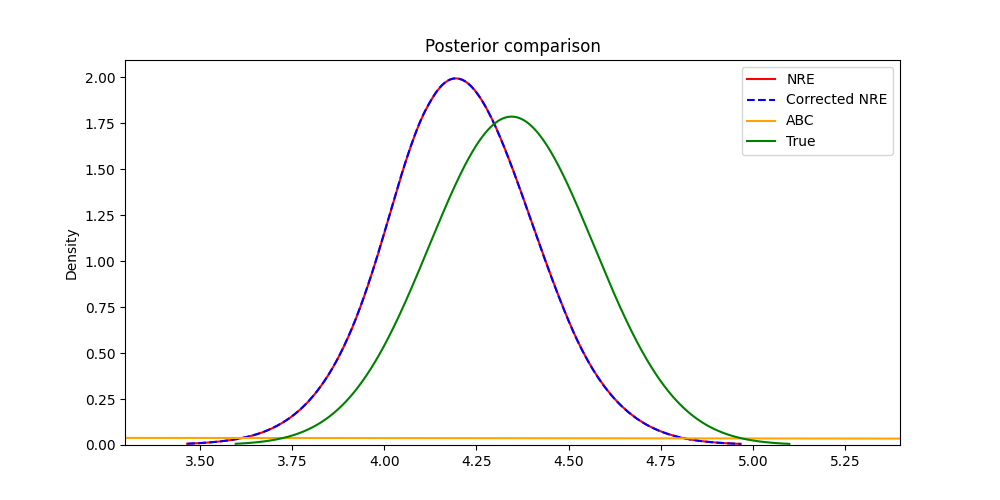 Posterior comparison
NRE
Corrected NRE
ABC
True
Density
2.00
1.75
1.50
1.25
1.00
0.75
0.50
0.25
0.00
3.50 3.75 4.00 4.25 4.50 4.75 5.00 5.25